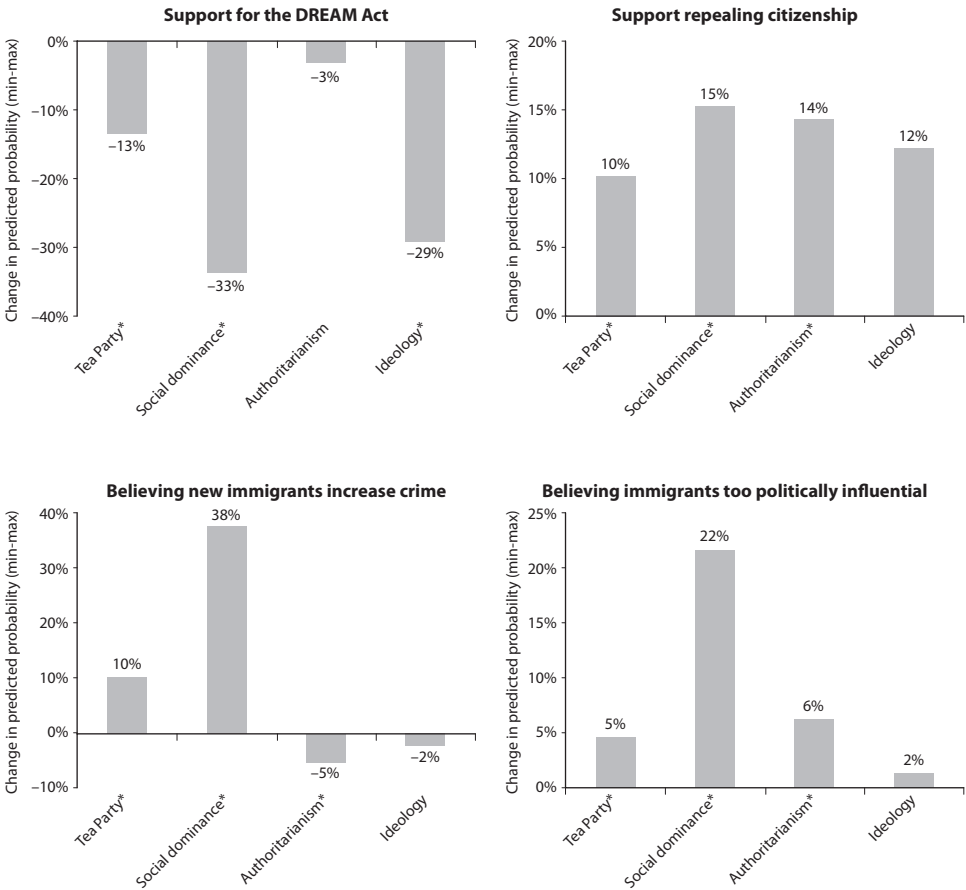 Support for the DREAM Act
Change in predicted probability (min-max)
0%
–10%
–20%
–30%
–40%
–13%
–33%
–3%
–29%
Tea Party*
Social dominance*
Authoritarianism
Ideology*
Support repealing citizenship
Change in predicted probability (min-max)
20%
15%
10%
5%
0%
10%
15%
14%
12%
Tea Party*
Social dominance*
Authoritarianism*
Ideology
Believing new immigrants increase crime
Change in predicted probability (min-max)
40%
30%
20%
10%
0%
–10%
10%
38%
–5%
–2%
Tea Party*
Social dominance*
Authoritarianism*
Ideology
Believing immigrants too politically influential
Change in predicted probability (min-max)
25%
20%
15%
10%
5%
0%
5%
22%
6%
2%
Tea Party*
Social dominance*
Authoritarianism*
Ideology